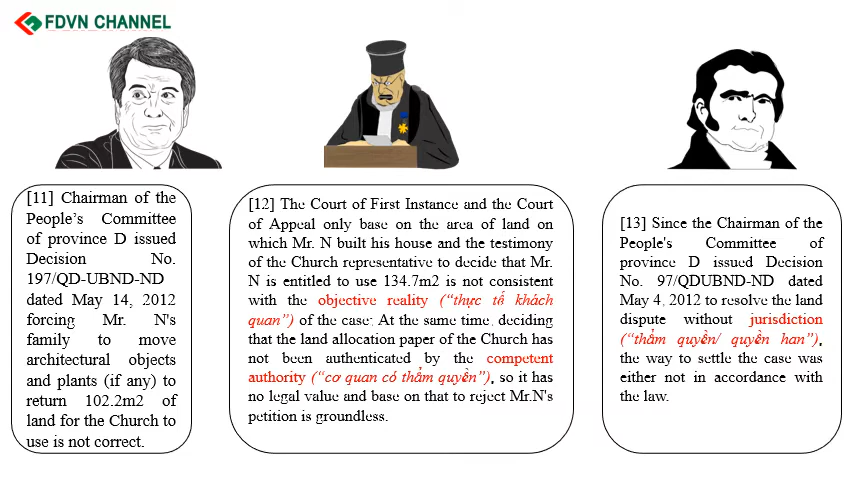 FDVN CHANNEL
[11] Chairman of the
People’s Committee
of province D issued
Decision No.
197/QD-UBND-ND
dated May 14, 2012
forcing Mr. N's
family to move
architectural objects
and plants (if any) to
return 102.2m2 of
land for the Church to
use is not correct.
[12] The Court of First Instance and the Court
of Appeal only base on the area of land on
which Mr. N built his house and the testimony
of the Church representative to decide that Mr.
N is entitled to use 134.7m2 is not consistent
with the objective reality (“thực tế khách
quan”) of the case; At the same time, deciding
that the land allocation paper of the Church has
not been authenticated by the competent
authority (“cơ quan có thẩm quyền”), so it has
no legal value and base on that to reject Mr.N's
petition is groundless.
[13] Since the Chairman of the
People's Committee of
province D issued Decision
No. 97/QDUBND-ND dated
May 4, 2012 to resolve the land
dispute without jurisdiction
(“thẩm quyền/ quyền hạn”),
the way to settle the case was
either not in accordance with
the law.